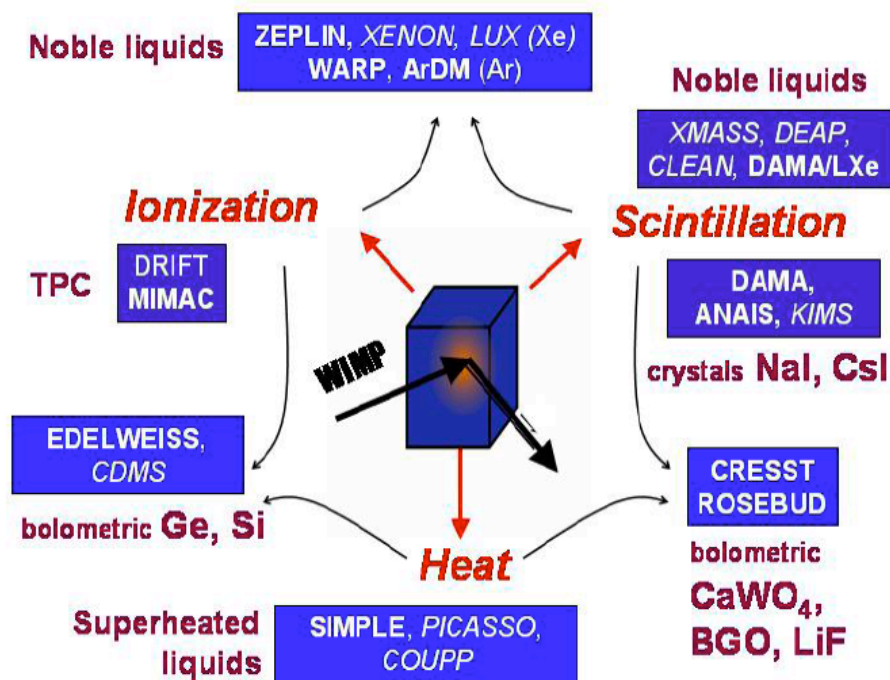 Noble liquids
ZEPLIN, XENON, LUX (Xe)
WARP, ArDM (Ar)
Noble liquids
XMASS, DEAP,
CLEAN, DAMA/LXe
Ionization
Scintillation
TPC
DRIFT
MIMAC
DAMA,
ANAIS, KIMS
crystals NaI, CsI
WIMP
EDELWEISS,
CDMS
bolometric Ge, Si
CRESST
ROSEBUD
bolometric
CaWO₄,
BGO, LiF
Heat
Superheated
liquids
SIMPLE, PICASSO,
COUPP